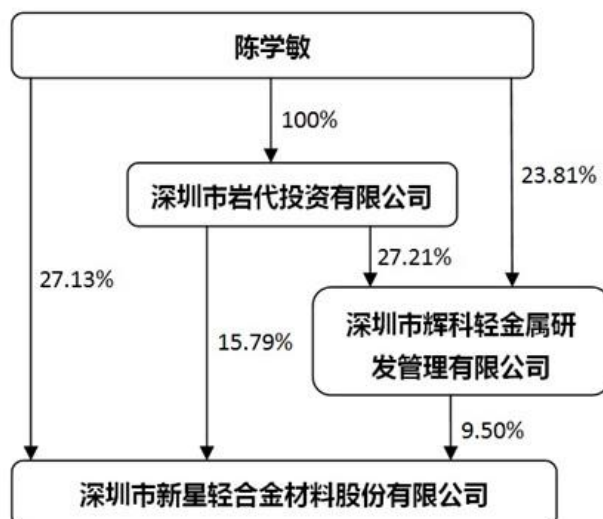 陈学敏
100%
深圳市岩代投资有限公司
23.81%
27.21%
27.13%
15.79%
深圳市辉科轻金属研
发管理有限公司
9.50%
深圳市新星轻合金材料股份有限公司